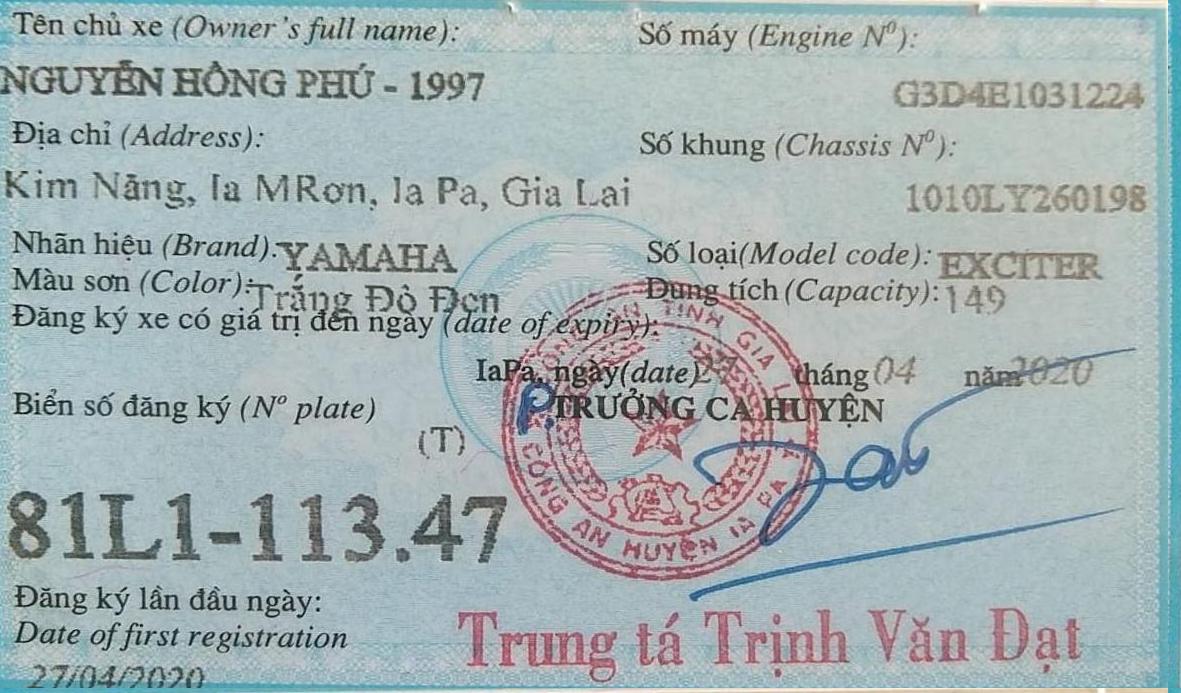 Tên chủ xe (Owner's full name):
NGUYỄN HỒNG PHÚ - 1997
Số máy (Engine Nº):
G3D4E1031224
Địa chỉ (Address):
Kim Năng, Ia MRơn, Ia Pa, Gia Lai
Số khung (Chassis Nº):
1010LY260198
Nhãn hiệu (Brand): YAMAHA
Số loại(Model code): EXCITER
Màu sơn (Color): Trắng Đỏ Đen
Dung tích (Capacity): 149
Đăng ký xe có giá trị đến ngày (date of expiry):
IaPa, ngày(date) 27 tháng 04 năm 2020
P.TRƯỞNG CA HUYỆN
Biển số đăng ký (Nº plate)
(T)
81L1-113.47
CÔNG AN TỈNH GIA LAI
CÔNG AN HUYỆN IA PA
Đăng ký lần đầu ngày:
Date of first registration
27/04/2020
Trung tá Trịnh Văn Đạt